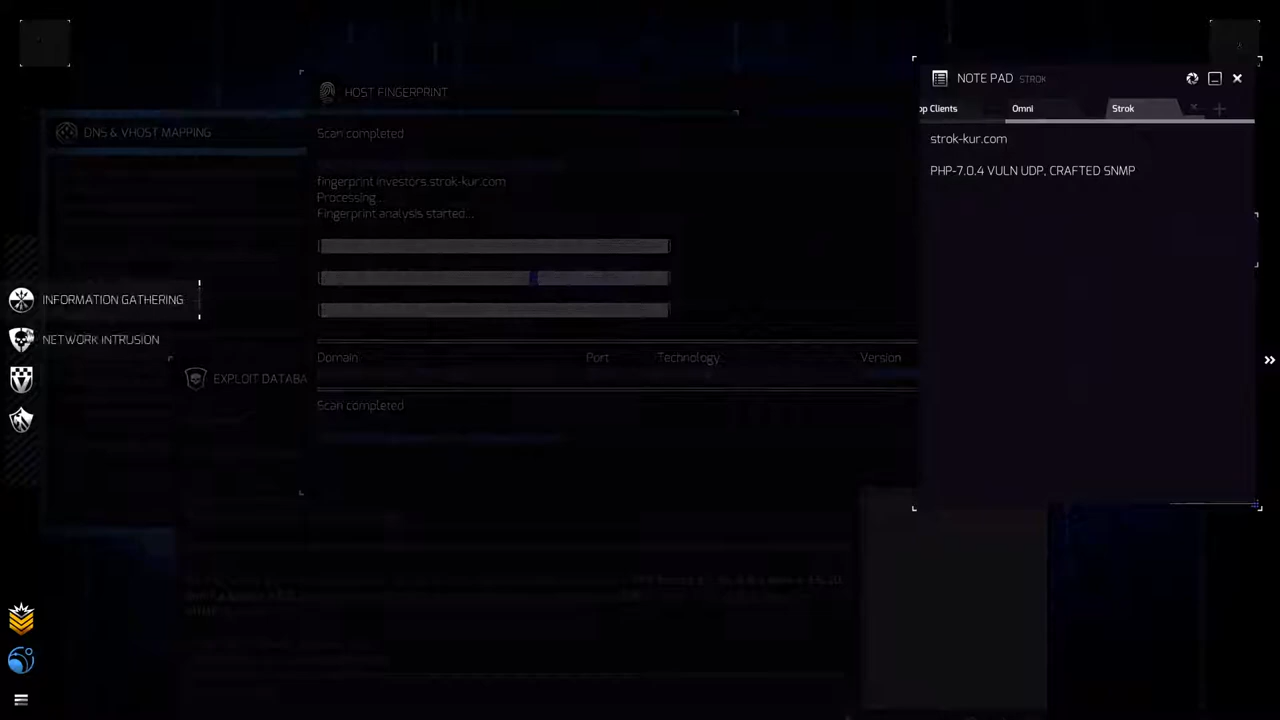 NOTE PAD STROK
op Clients
Omni
Strok
strok-kur.com
PHP-7.0.4 VULN UDP, CRAFTED SNMP
HOST FINGERPRINT
Scan completed
fingerprint investors.strok-kur.com
Processing...
Fingerprint analysis started...
Domain Port Technology Version
Scan completed
DNS & VHOST MAPPING
INFORMATION GATHERING
NETWORK INTRUSION
EXPLOIT DATABA